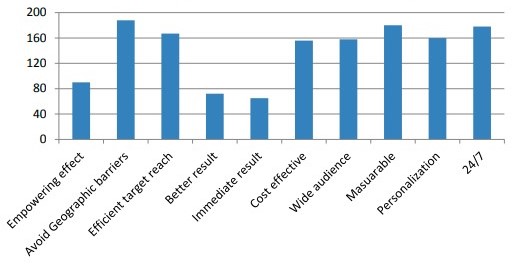 200
160
120
80
40
0
Empowering effect
Avoid Geographic barriers
Efficient target reach
Better result
Immediate result
Cost effective
Wide audience
Masuarable
Personalization
24/7